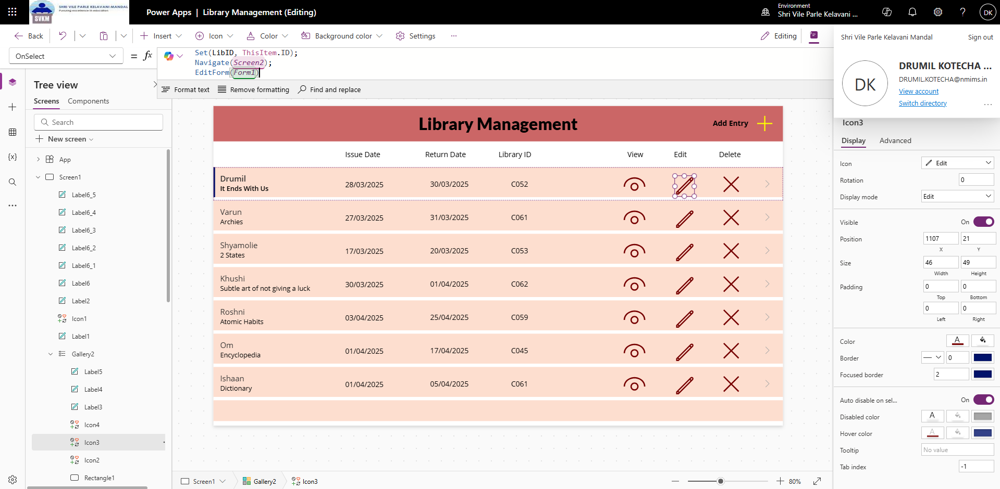 SHRI VILE PARLE KELAVANI MANDAL
Pursuing excellence in education
SVKM
Power Apps | Library Management (Editing)
Environment
Shri Vile Parle Kelavani ...
DK
Back
Insert
Icon
Color
Background color
Settings
...
Editing
Shri Vile Parle Kelavani Mandal
Sign out
OnSelect
= fx
Set(LibID, ThisItem.ID);
Navigate(Screen2);
EditForm(Form1)
DK
DRUMIL KOTECHA ...
DRUMIL.KOTECHA@nmims.in
View account
Switch directory
...
Format text
Remove formatting
Find and replace
Tree view
Screens
Components
Search
New screen
App
Screen1
Label6_5
Label6_4
Label6_3
Label6_2
Label6_1
Label6
Label2
Icon1
Label1
Gallery2
Label5
Label4
Label3
Icon4
Icon3
Icon2
Rectangle1
Library Management
Add Entry
Issue Date Return Date Library ID View Edit Delete
Drumil
It Ends With Us
28/03/2025 30/03/2025 C052
Varun
Archies
27/03/2025 31/03/2025 C061
Shyamolie
2 States
17/03/2025 20/03/2025 C053
Khushi
Subtle art of not giving a luck
30/03/2025 01/04/2025 C062
Roshni
Atomic Habits
03/04/2025 25/04/2025 C059
Om
Encyclopedia
01/04/2025 17/04/2025 C045
Ishaan
Dictionary
01/04/2025 05/04/2025 C061
Screen1
Gallery2
Icon3
80%
Icon3
Display
Advanced
Icon Edit
Rotation 0
Display mode Edit
Visible On
Position 1107 21
X Y
Size 46 49
Width Height
Padding 0 0
Top Bottom
0 0
Left Right
Color A
Border 0
Focused border 2
Auto disable on sel... On
Disabled color A
Hover color A
Tooltip No value
Tab index -1